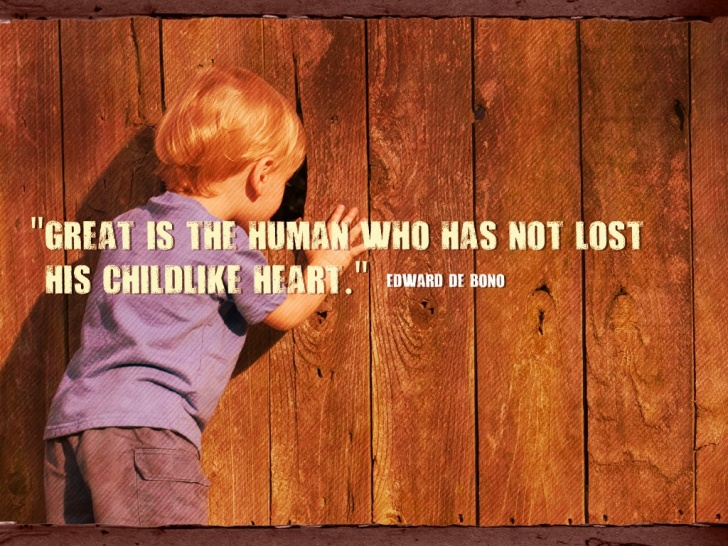 "GREAT IS THE HUMAN WHO HAS NOT LOST
HIS CHILDLIKE HEART." EDWARD DE BONO